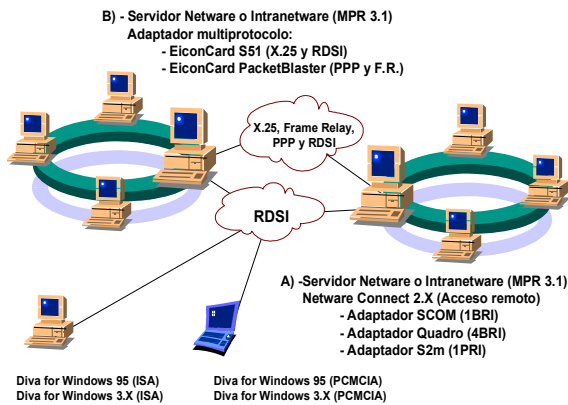 B) - Servidor Netware o Intranetware (MPR 3.1)
Adaptador multiprotocolo:
- EiconCard S51 (X.25 y RDSI)
- EiconCard PacketBlaster (PPP y F.R.)
X.25, Frame Relay,
PPP y RDSI
RDSI
A) -Servidor Netware o Intranetware (MPR 3.1)
Netware Connect 2.X (Acceso remoto)
- Adaptador SCOM (1BRI)
- Adaptador Quadro (4BRI)
- Adaptador S2m (1PRI)
Diva for Windows 95 (ISA)
Diva for Windows 3.X (ISA)
Diva for Windows 95 (PCMCIA)
Diva for Windows 3.X (PCMCIA)